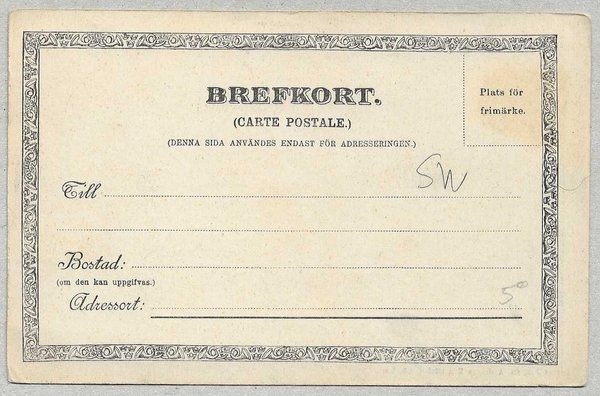 BREFKORT.
(CARTE POSTALE.)
(DENNA SIDA ANVÄNDES ENDAST FÖR ADRESSERINGEN.)
Plats för
frimärke.
SW
Till
Bostad:
(om den kan uppgifvas.)
5⁰
Adressort: